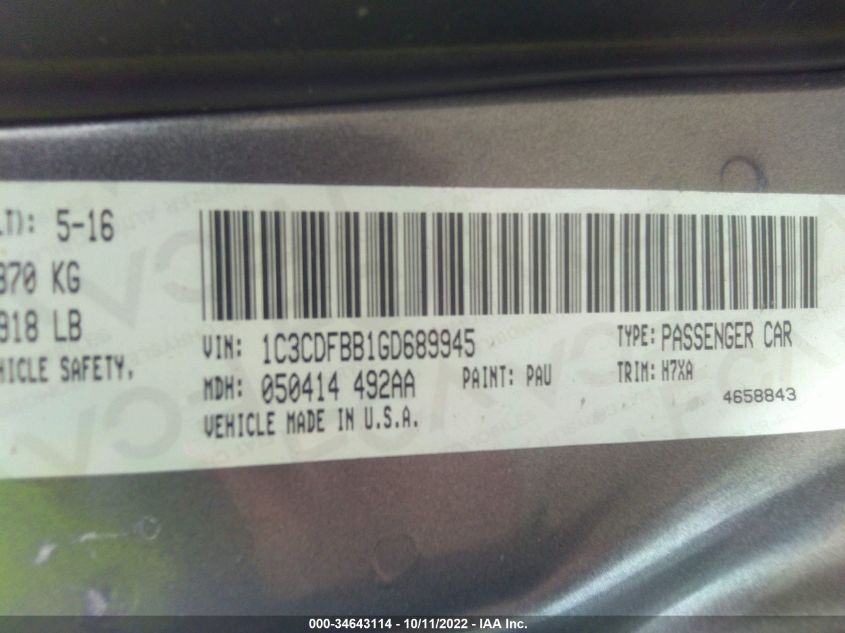 LT): 5-16
870 KG
918 LB
HICLE SAFETY.
VIN: 1C3CDFBB1GD689945
TYPE: PASSENGER CAR
MDH: 050414 492AA
PAINT: PAU
TRIM: H7XA
VEHICLE MADE IN U.S.A.
4658843
000-34643114 - 10/11/2022 - IAA Inc.